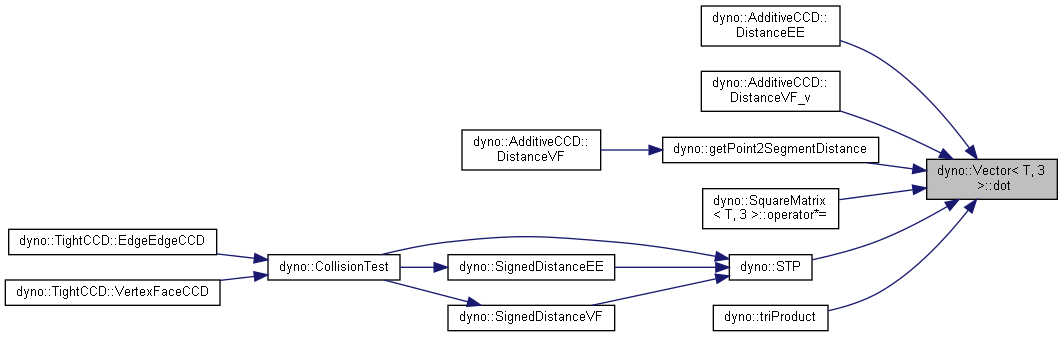 dyno::AdditiveCCD::
DistanceEE
dyno::AdditiveCCD::
DistanceVF_v
dyno::AdditiveCCD::
DistanceVF
dyno::getPoint2SegmentDistance
dyno::Vector< T, 3
>::dot
dyno::SquareMatrix
< T, 3 >::operator*=
dyno::TightCCD::EdgeEdgeCCD
dyno::CollisionTest
dyno::SignedDistanceEE
dyno::STP
dyno::TightCCD::VertexFaceCCD
dyno::SignedDistanceVF
dyno::triProduct